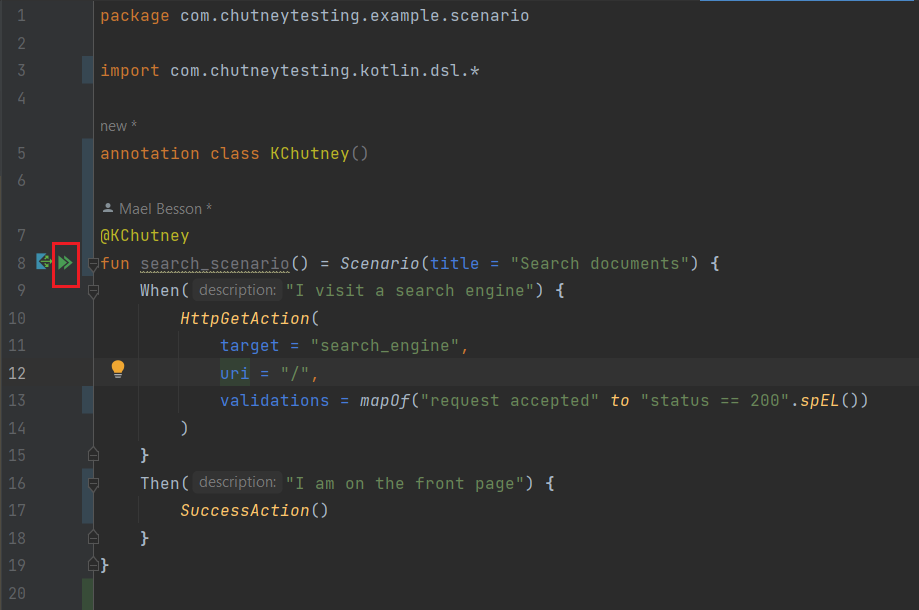 1 package com.chutneytesting.example.scenario
2
3 import com.chutneytesting.kotlin.dsl.*
4
new *
5 annotation class KChutney()
6
Mael Besson *
7 @KChutney
8 fun search_scenario() = Scenario(title = "Search documents") {
9 When( description: "I visit a search engine") {
10 HttpGetAction(
11 target = "search_engine",
12 uri = "/",
13 validations = mapOf("request accepted" to "status == 200".spEL())
14 )
15 }
16 Then( description: "I am on the front page") {
17 SuccessAction()
18 }
19 }
20